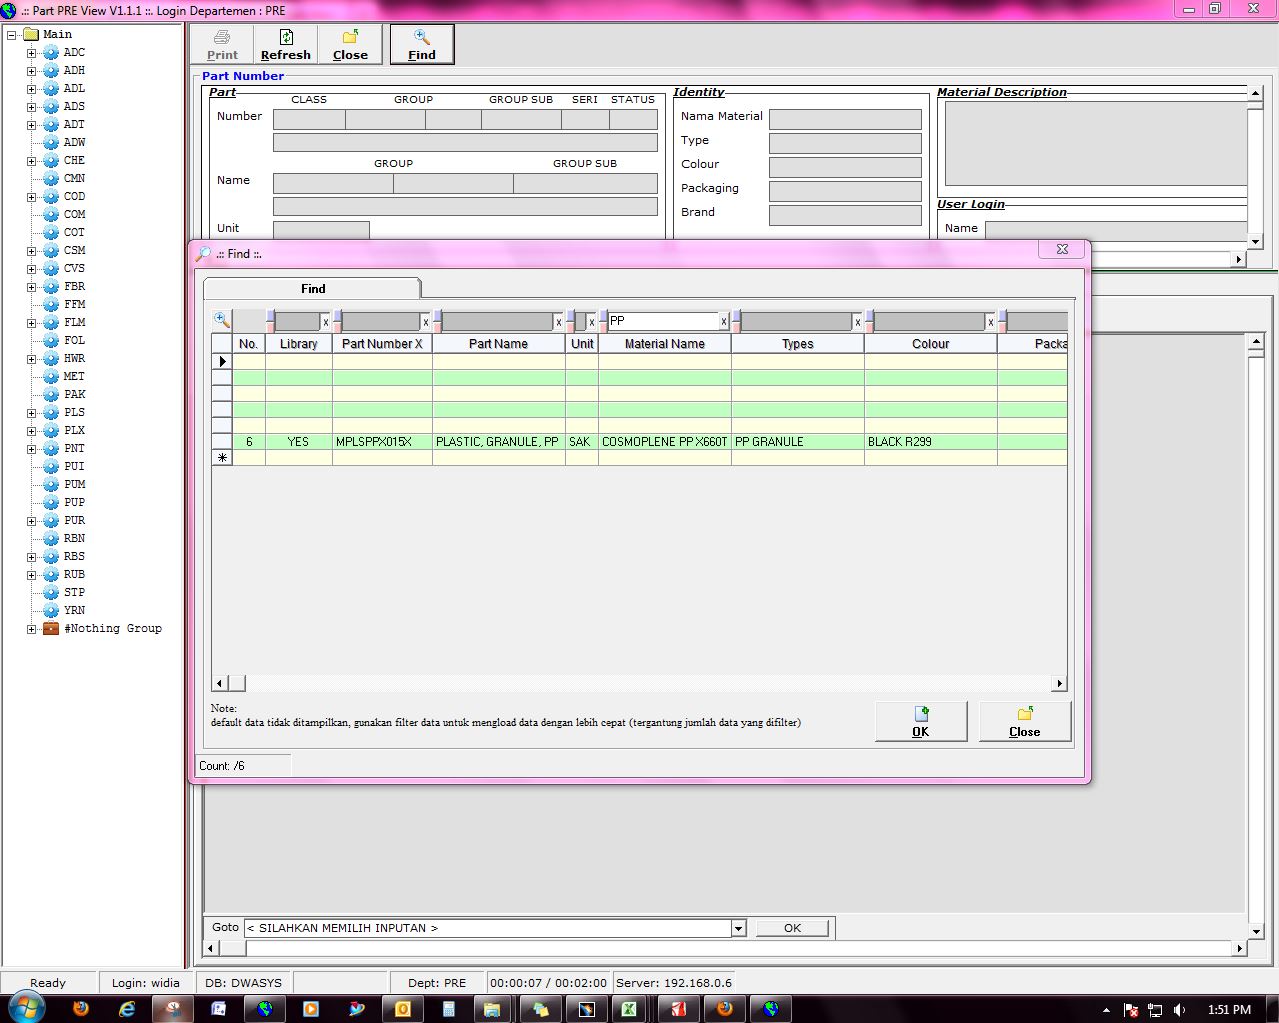 .:: Part PRE View V1.1.1 ::. Login Departemen : PRE
Main
ADC
ADH
ADL
ADS
ADT
ADW
CHE
CMN
COD
COM
COT
CSM
CVS
FBR
FFM
FLM
FOL
HWR
MET
PAK
PLS
PLX
PNT
PUI
PUM
PUP
PUR
RBN
RBS
RUB
STP
YRN
#Nothing Group
Print Refresh Close Find
Part Number
Part
CLASS GROUP GROUP SUB SERI STATUS
Number
GROUP GROUP SUB
Name
Unit
Identity
Nama Material
Type
Colour
Packaging
Brand
Material Description
User Login
Name
.:: Find ::.
Find
x x x x PP x x x
No. Library Part Number X Part Name Unit Material Name Types Colour Packa
6 YES MPLSPPX015X PLASTIC, GRANULE, PP SAK COSMOPLENE PP X660T PP GRANULE BLACK R299
Note:
default data tidak ditampilkan, gunakan filter data untuk mengload data dengan lebih cepat (tergantung jumlah data yang difilter)
OK Close
Count: /6
Goto < SILAHKAN MEMILIH INPUTAN > OK
Ready Login: widia DB: DWASYS Dept: PRE 00:00:07 / 00:02:00 Server: 192.168.0.6
1:51 PM